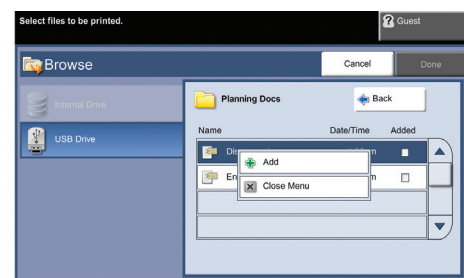 Select files to be printed.
Guest
Browse
Cancel
Done
Internal Drive
USB Drive
Planning Docs
Back
Name Date/Time Added
Add
Close Menu